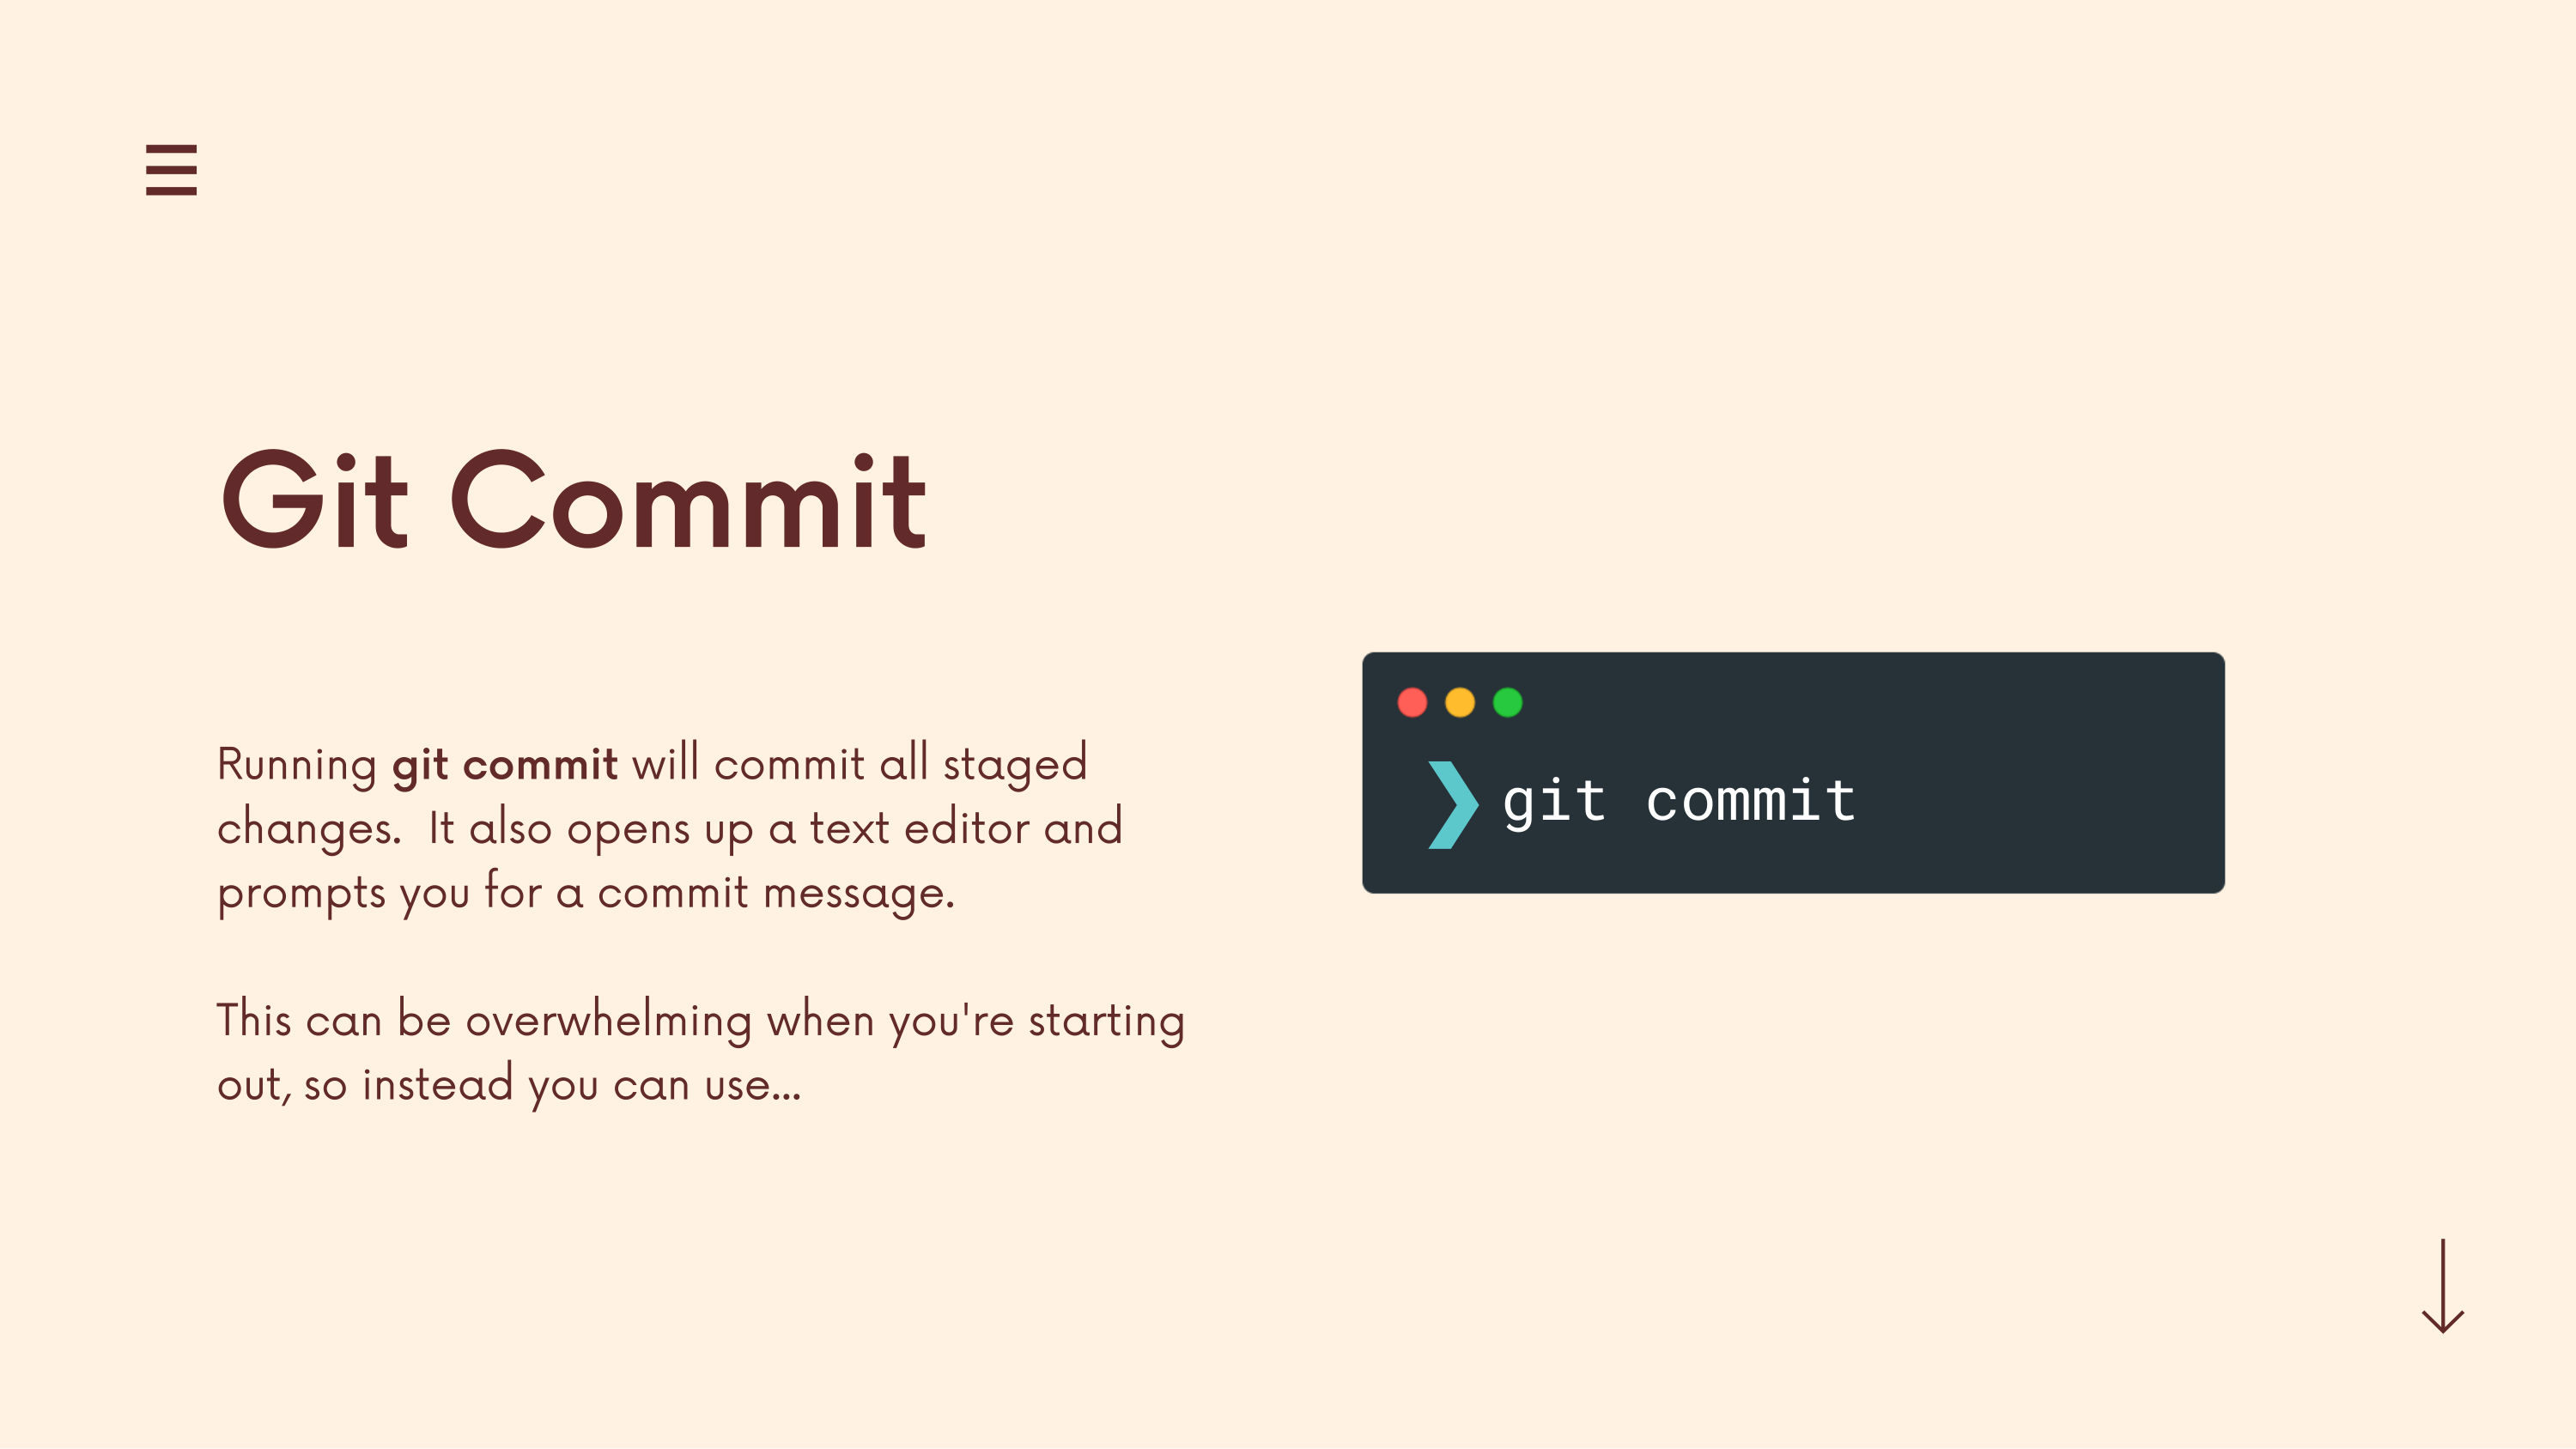 Git Commit
Running git commit will commit all staged
changes.  It also opens up a text editor and
prompts you for a commit message.
This can be overwhelming when you're starting
out, so instead you can use...
❯ git commit